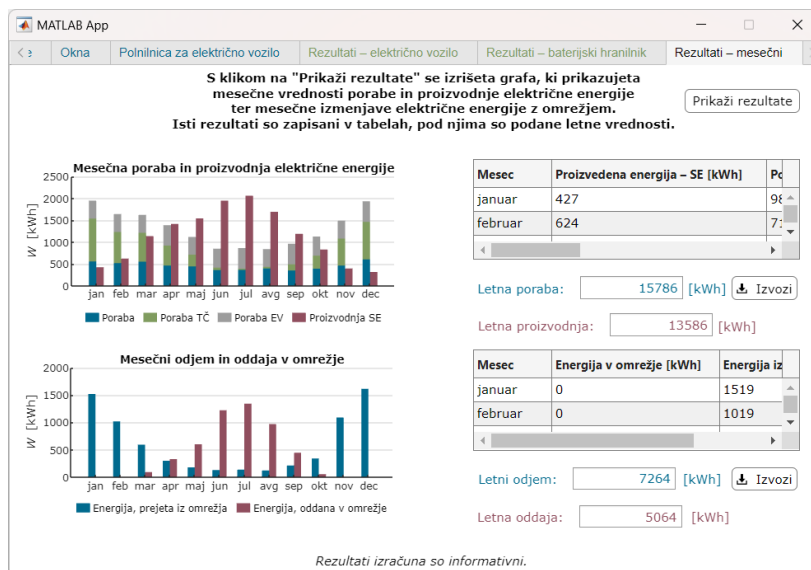 MATLAB App
Okna
Polnilnica za električno vozilo
Rezultati – električno vozilo
Rezultati – baterijski hranilnik
Rezultati – mesečni
S klikom na "Prikaži rezultate" se izrišeta grafa, ki prikazujeta
mesečne vrednosti porabe in proizvodnje električne energije
ter mesečne izmenjave električne energije z omrežjem.
Isti rezultati so zapisani v tabelah, pod njima so podane letne vrednosti.
Prikaži rezultate
Mesečna poraba in proizvodnja električne energije
W [kWh]
2500
2000
1500
1000
500
0
jan feb mar apr maj jun jul avg sep okt nov dec
Poraba Poraba TČ Poraba EV Proizvodnja SE
Mesec Proizvedena energija – SE [kWh]
januar 427
februar 624
Letna poraba: 15786 [kWh] Izvozi
Letna proizvodnja: 13586 [kWh]
Mesečni odjem in oddaja v omrežje
W [kWh]
2000
1500
1000
500
0
jan feb mar apr maj jun jul avg sep okt nov dec
Energija, prejeta iz omrežja Energija, oddana v omrežje
Mesec Energija v omrežje [kWh] Energija iz
januar 0 1519
februar 0 1019
Letni odjem: 7264 [kWh] Izvozi
Letna oddaja: 5064 [kWh]
Rezultati izračuna so informativni.